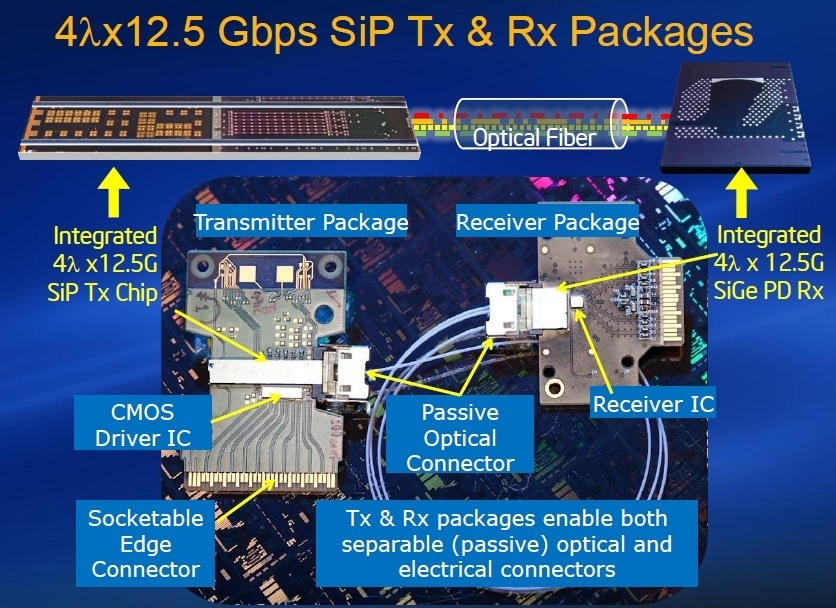 4λx12.5 Gbps SiP Tx & Rx Packages
Optical Fiber
Transmitter Package
Receiver Package
Integrated
4λ x12.5G
SiP Tx Chip
Integrated
4λ x 12.5G
SiGe PD Rx
CMOS
Driver IC
Passive
Optical
Connector
Receiver IC
Socketable
Edge
Connector
Tx & Rx packages enable both
separable (passive) optical and
electrical connectors